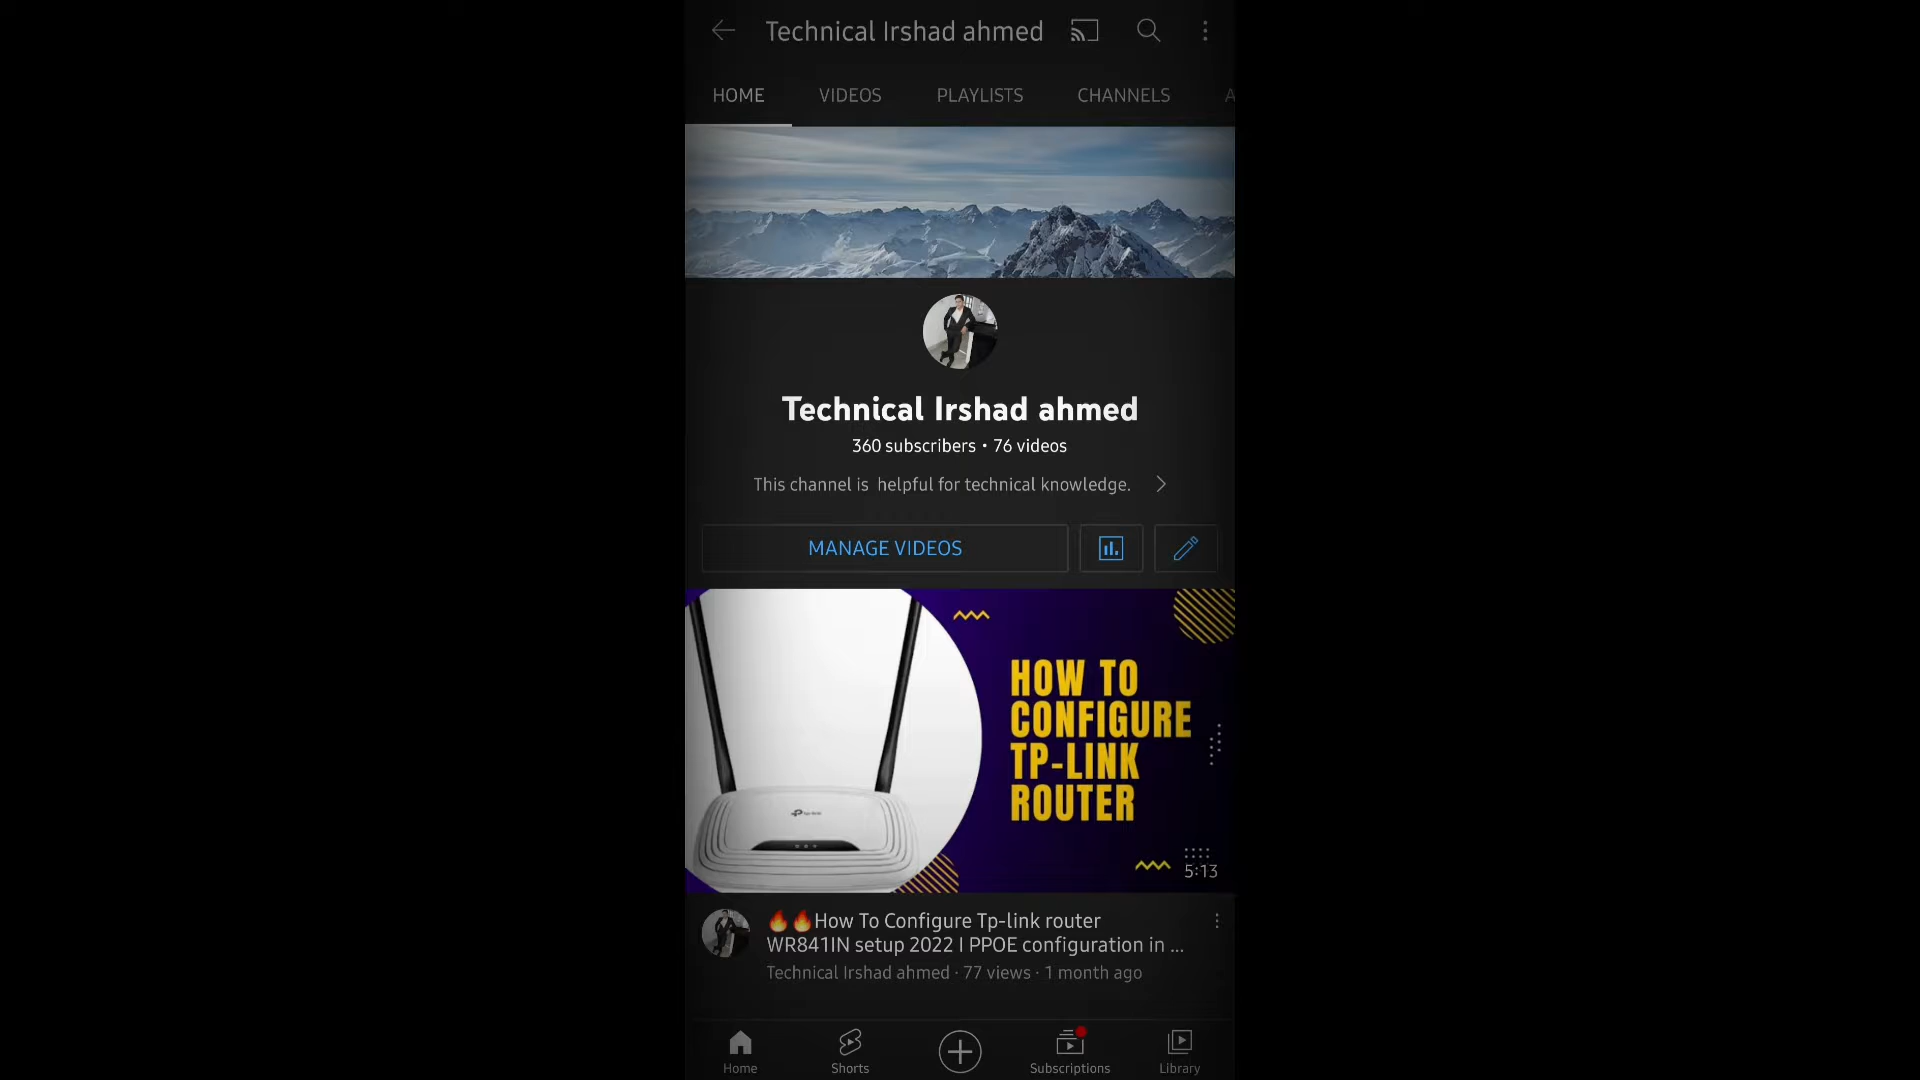 Technical Irshad ahmed
HOME VIDEOS PLAYLISTS CHANNELS A
Technical Irshad ahmed
360 subscribers • 76 videos
This channel is helpful for technical knowledge.
MANAGE VIDEOS
HOW TO
CONFIGURE
TP-LINK
ROUTER
5:13
🔥🔥How To Configure Tp-link router
WR841IN setup 2022 I PPOE configuration in ...
Technical Irshad ahmed · 77 views · 1 month ago
Home Shorts Subscriptions Library